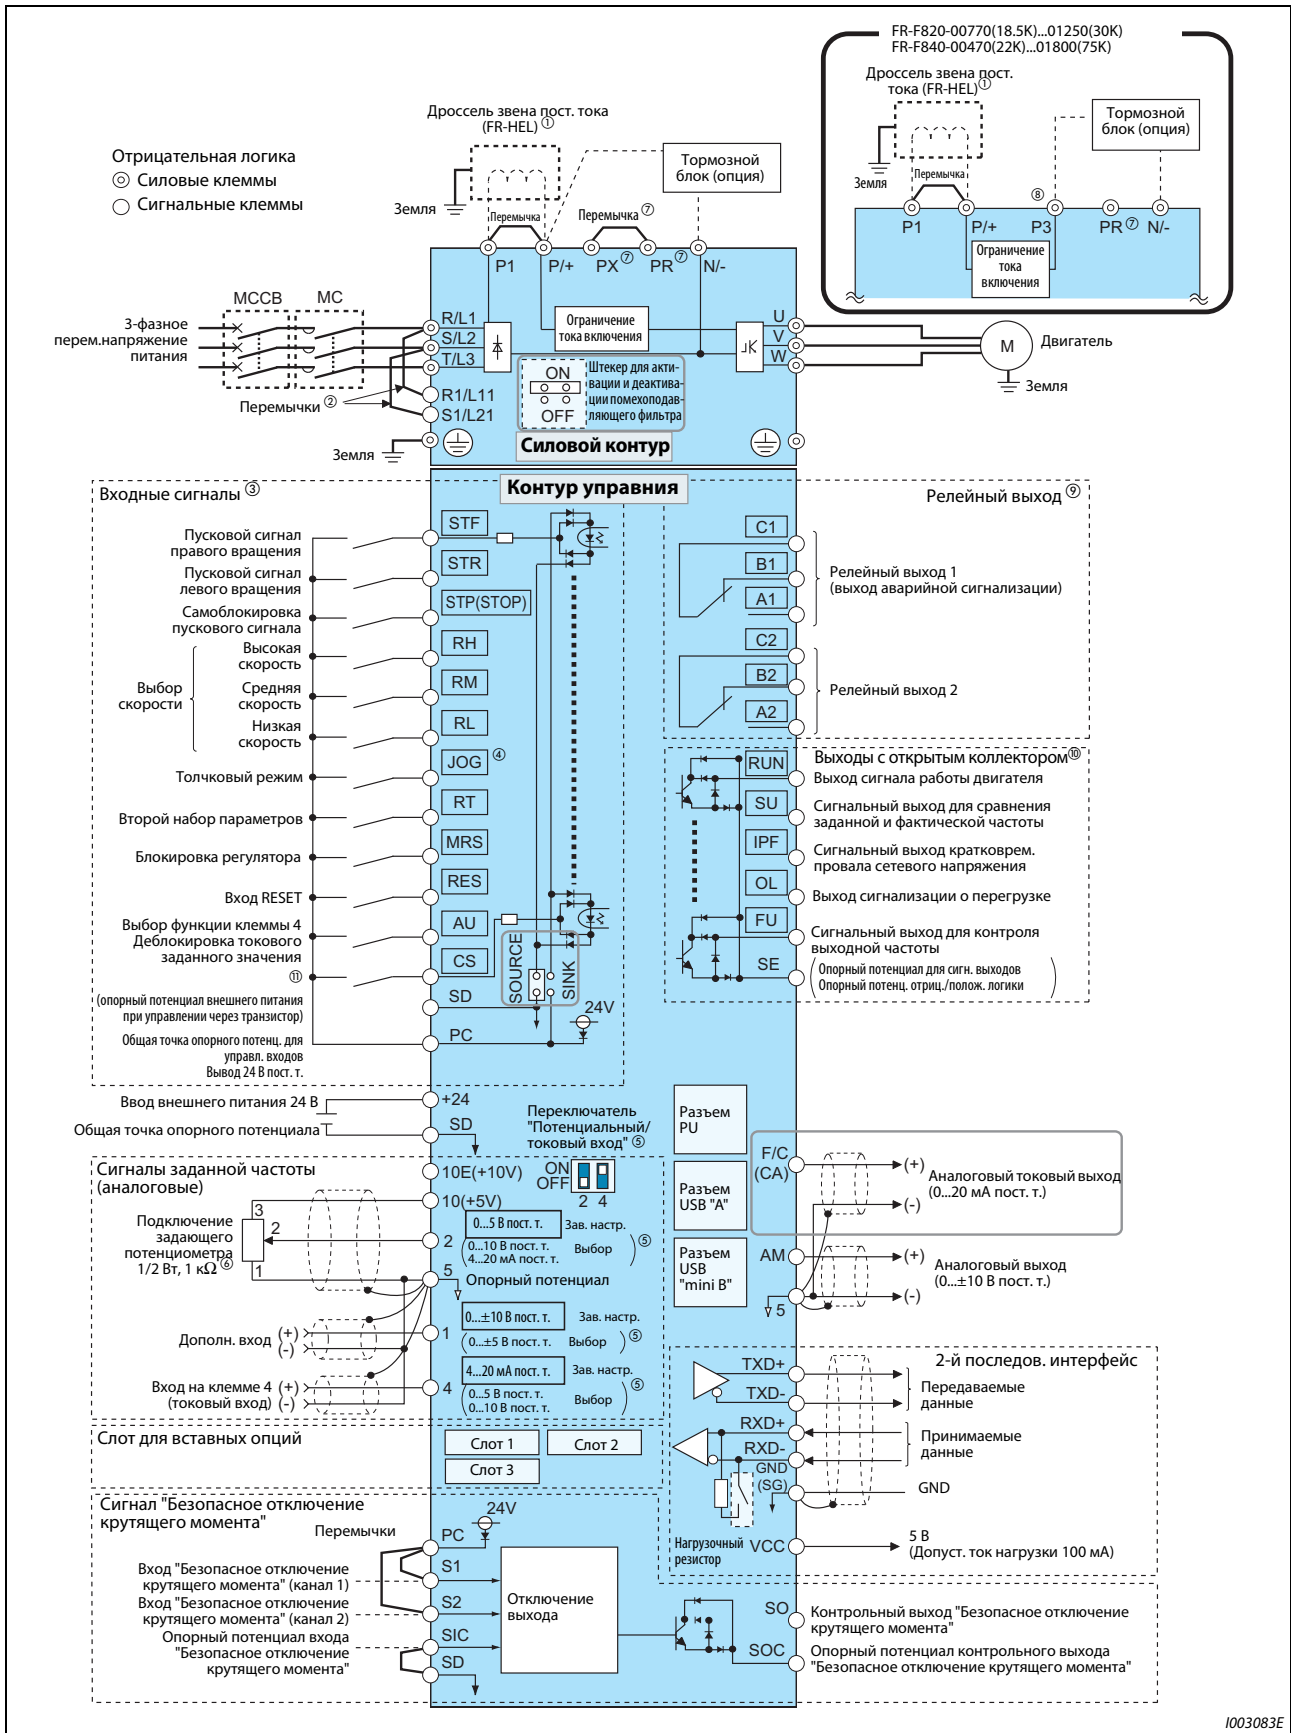 FR-F820-00770(18.5K)...01250(30K)
FR-F840-00470(22K)...01800(75K)
Дроссель звена пост.
тока (FR-HEL)①
Тормозной
блок (опция)
Земля
Перемычка
⑧
P1
P/+
P3
PR⑦
N/-
Ограничение
тока
включения
Дроссель звена пост. тока
(FR-HEL)①
Отрицательная логика
Силовые клеммы
Сигнальные клеммы
Тормозной
блок (опция)
Земля
Перемычка
Перемычка⑦
P1
P/+
PX⑦
PR⑦
N/-
MCCB
MC
3-фазное
перем.напряжение
питания
R/L1
S/L2
T/L3
R1/L11
S1/L21
Перемычки②
Ограничение
тока включения
U
V
W
M
Двигатель
Земля
ON
OFF
Штекер для акти-
вации и деактива-
ции помехоподав-
ляющего фильтра
Земля
Силовой контур
Контур управния
Входные сигналы③
Пусковой сигнал
правого вращения
STF
Пусковой сигнал
левого вращения
STR
Самоблокировка
пускового сигнала
STP(STOP)
Выбор
скорости
Высокая
скорость
RH
Средняя
скорость
RM
Низкая
скорость
RL
Толчковый режим
JOG④
Второй набор параметров
RT
Блокировка регулятора
MRS
Вход RESET
RES
Выбор функции клеммы 4
Деблокировка токового
заданного значения
AU
⑪
CS
(опорный потенциал внешнего питания
при управлении через транзистор)
SD
Общая точка опорного потенц. для
управл. входов
Вывод 24 В пост. т.
PC
SOURCE
SINK
24V
Релейный выход⑨
C1
B1
A1
Релейный выход 1
(выход аварийной сигнализации)
C2
B2
A2
Релейный выход 2
Выходы с открытым коллектором⑩
RUN
Выход сигнала работы двигателя
SU
Сигнальный выход для сравнения
заданной и фактической частоты
IPF
Сигнальный выход кратковрем.
провала сетевого напряжения
OL
Выход сигнализации о перегрузке
FU
Сигнальный выход для контроля
выходной частоты
SE
Опорный потенциал для сигн. выходов
Опорный потенц. отриц./полож. логики
Ввод внешнего питания 24 В
+24
Общая точка опорного потенциала
SD
Переключатель
"Потенциальный/
токовый вход"⑤
ON
OFF
2 4
Разъем
PU
Разъем
USB "A"
Разъем
USB
"mini B"
F/C
(CA)
(+)
(-)
Аналоговый токовый выход
(0...20 мА пост. т.)
AM
5
(+)
(-)
Аналоговый выход
(0...±10 В пост. т.)
Сигналы заданной частоты
(аналоговые)
10E(+10V)
10(+5V)
Подключение
задающего
потенциометра
1/2 Вт, 1 кΩ⑥
3
2
1
2
0...5 В пост. т.
Зав. настр.
0...10 В пост. т.
4...20 мА пост. т.
Выбор
⑤
5
Опорный потенциал
Дополн. вход
(+)
(-)
1
0...±10 В пост. т.
Зав. настр.
(0...±5 В пост. т. Выбор)⑤
Вход на клемме 4
(токовый вход)
(+)
(-)
4
4...20 мА пост. т.
Зав. настр.
0...5 В пост. т.
0...10 В пост. т.
Выбор
⑤
Слот для вставных опций
Слот 1
Слот 2
Слот 3
2-й последов. интерфейс
TXD+
TXD-
Передаваемые
данные
RXD+
RXD-
Принимаемые
данные
GND
(SG)
GND
Нагрузочный
резистор
VCC
5 В
(Допуст. ток нагрузки 100 мА)
Сигнал "Безопасное отключение
крутящего момента"
Перемычки
24V
PC
Вход "Безопасное отключение
крутящего момента" (канал 1)
S1
Вход "Безопасное отключение
крутящего момента" (канал 2)
S2
Опорный потенциал входа
"Безопасное отключение
крутящего момента"
SIC
SD
Отключение
выхода
SO
Контрольный выход "Безопасное отключение
крутящего момента"
SOC
Опорный потенциал контрольного выхода
"Безопасное отключение крутящего момента"
I003083E